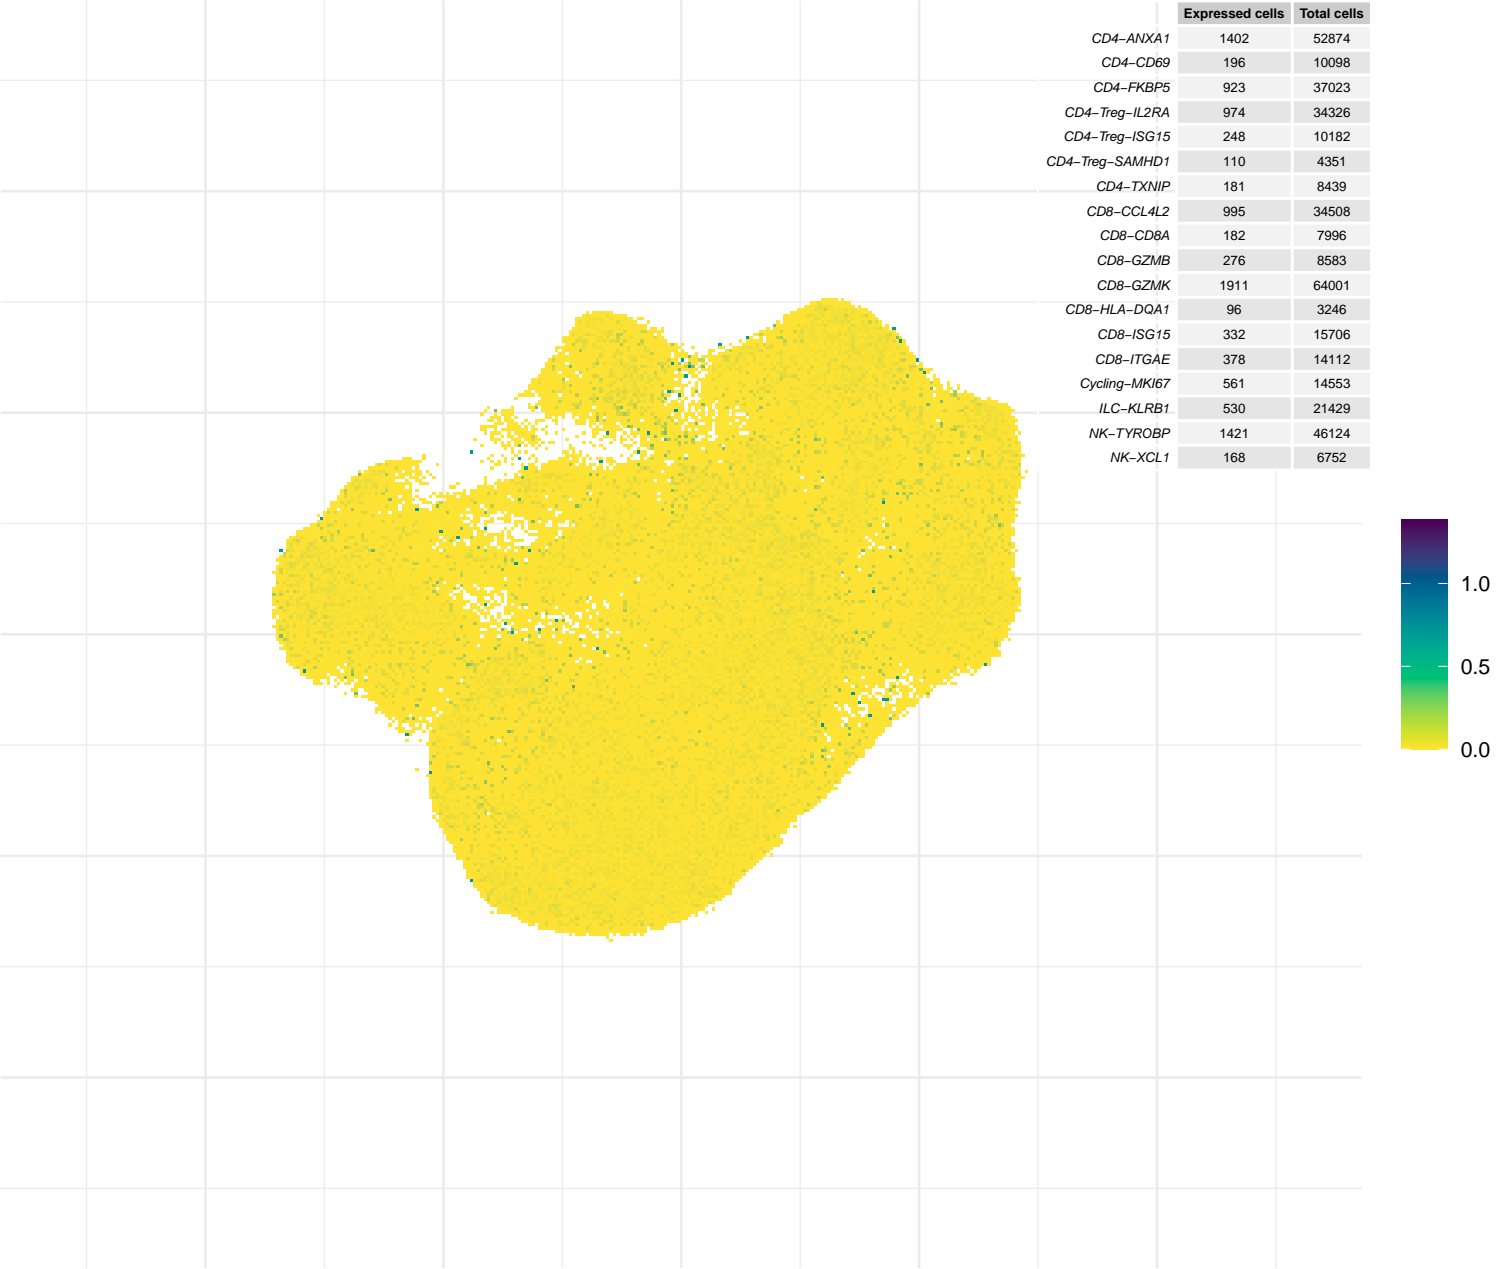 Expressed cells Total cells
CD4−ANXA1 1402 52874
CD4−CD69 196 10098
CD4−FKBP5 923 37023
CD4−Treg−IL2RA 974 34326
CD4−Treg−ISG15 248 10182
CD4−Treg−SAMHD1 110 4351
CD4−TXNIP 181 8439
CD8−CCL4L2 995 34508
CD8−CD8A 182 7996
CD8−GZMB 276 8583
CD8−GZMK 1911 64001
CD8−HLA−DQA1 96 3246
CD8−ISG15 332 15706
CD8−ITGAE 378 14112
Cycling−MKI67 561 14553
ILC−KLRB1 530 21429
NK−TYROBP 1421 46124
NK−XCL1 168 6752
1.0
0.5
0.0